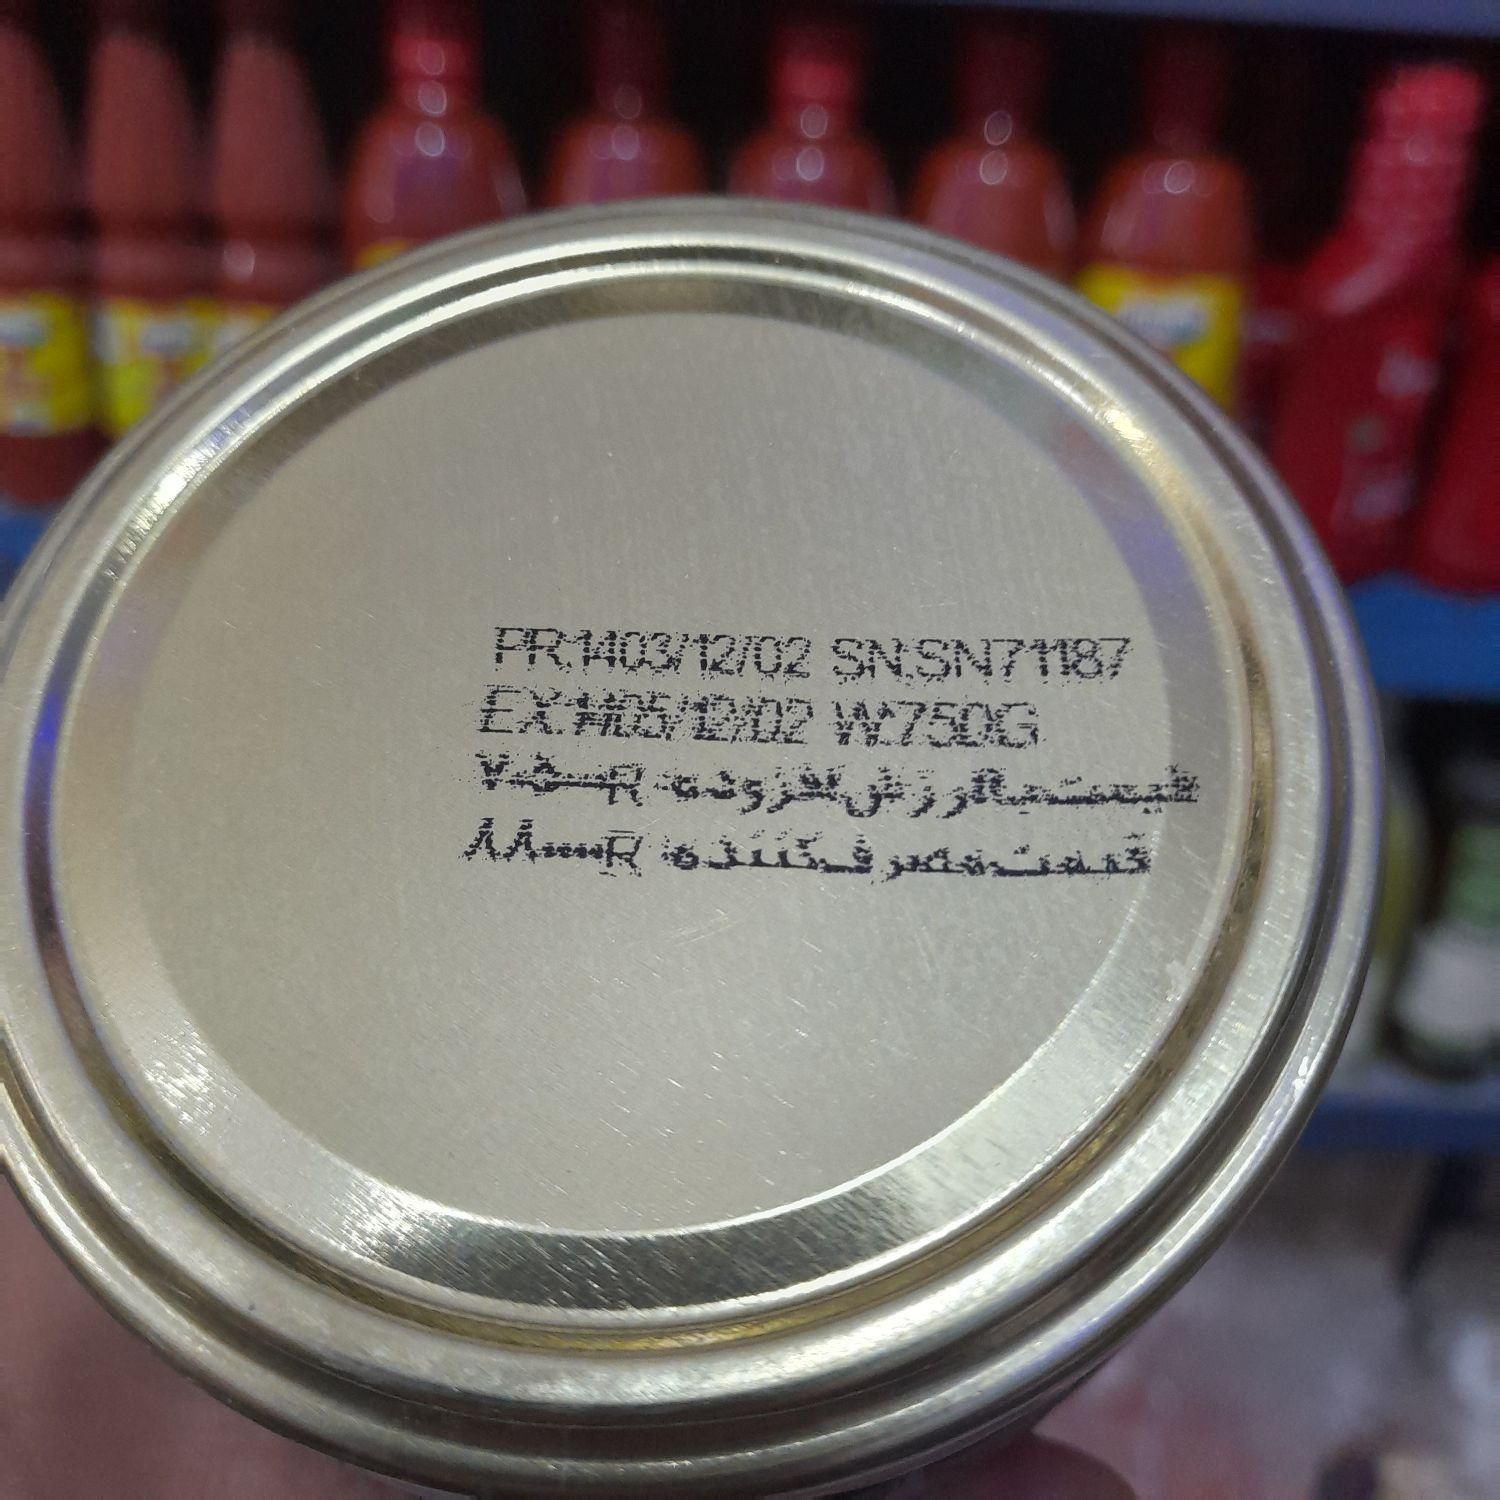 PR:1403/12/02 SN:SN71187
EX:1405/12/02 W:750G
قیمت با ارزش افزوده: R
قیمت مصرف کننده: R